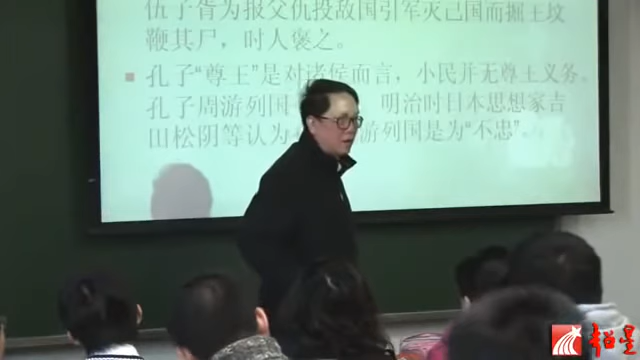 伍子胥为报父仇投敌国引军灭己国而掘王坟
鞭其尸，时人褒之。
孔子“尊王”是对诸侯而言，小民并无尊王义务。
孔子周游列国
明治时日本思想家吉
田松阴等认为
游列国是为“不忠”。